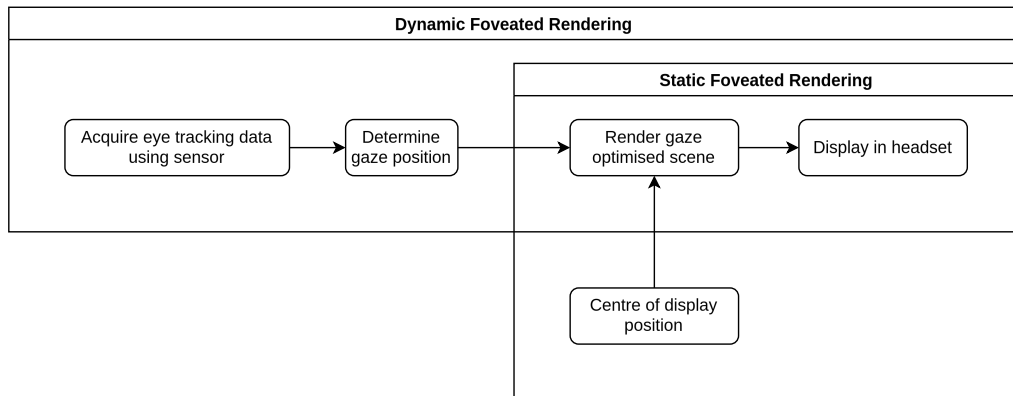 Dynamic Foveated Rendering
Static Foveated Rendering
Acquire eye tracking data
using sensor
Determine
gaze position
Render gaze
optimised scene
Display in headset
Centre of display
position